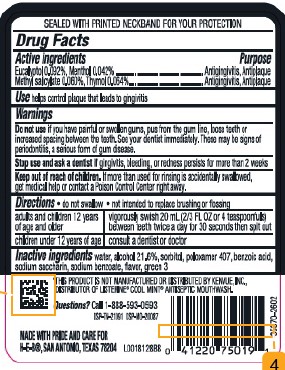 SEALED WITH PRINTED NECKBAND FOR YOUR PROTECTION
Drug Facts
Active ingredients Purpose
Eucalyptol 0.092%, Menthol 0.042% Antigingivitis, Antiplaque
Methyl salicylate 0.060%, Thymol 0.064% Antigingivitis, Antiplaque
Use helps control plaque that leads to gingivitis
Warnings
Do not use if you have painful or swollen gums, pus from the gum line, loose teeth or
increased spacing between the teeth. See your dentist immediately. These may be signs of
periodontitis, a serious form of gum disease.
Stop use and ask a dentist if gingivitis, bleeding, or redness persists for more than 2 weeks
Keep out of reach of children. If more than used for rinsing is accidentally swallowed,
get medical help or contact a Poison Control Center right away.
Directions • do not swallow • not intended to replace brushing or flossing
adults and children 12 years vigorously swish 20 mL (2/3 FL OZ or 4 teaspoonfuls)
of age and older between teeth twice a day for 30 seconds then spit out
children under 12 years of age consult a dentist or doctor
Inactive ingredients water, alcohol 21.6%, sorbitol, poloxamer 407, benzoic acid,
sodium saccharin, sodium benzoate, flavor, green 3
THIS PRODUCT IS NOT MANUFACTURED OR DISTRIBUTED BY KENVUE, INC.,
DISTRIBUTOR OF LISTERINE® COOL MINT® ANTISEPTIC MOUTHWASH.
Questions? Call 1-888-593-0593
DSP-TN-21191 DSP-MO-20087
MADE WITH PRIDE AND CARE FOR
H-E-B®, SAN ANTONIO, TEXAS 78204
L0018128BB
0 41220 75019
4